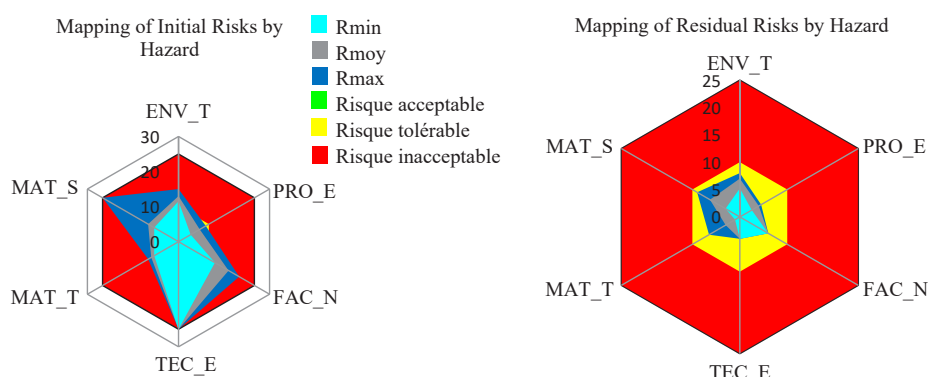 Mapping of Initial Risks by
Hazard
ENV_T
30
20
10
0
MAT_S
PRO_E
MAT_T
FAC_N
TEC_E
Rmin
Rmoy
Rmax
Risque acceptable
Risque tolérable
Risque inacceptable
Mapping of Residual Risks by Hazard
ENV_T
25
20
15
10
5
0
MAT_S
PRO_E
MAT_T
FAC_N
TEC_E